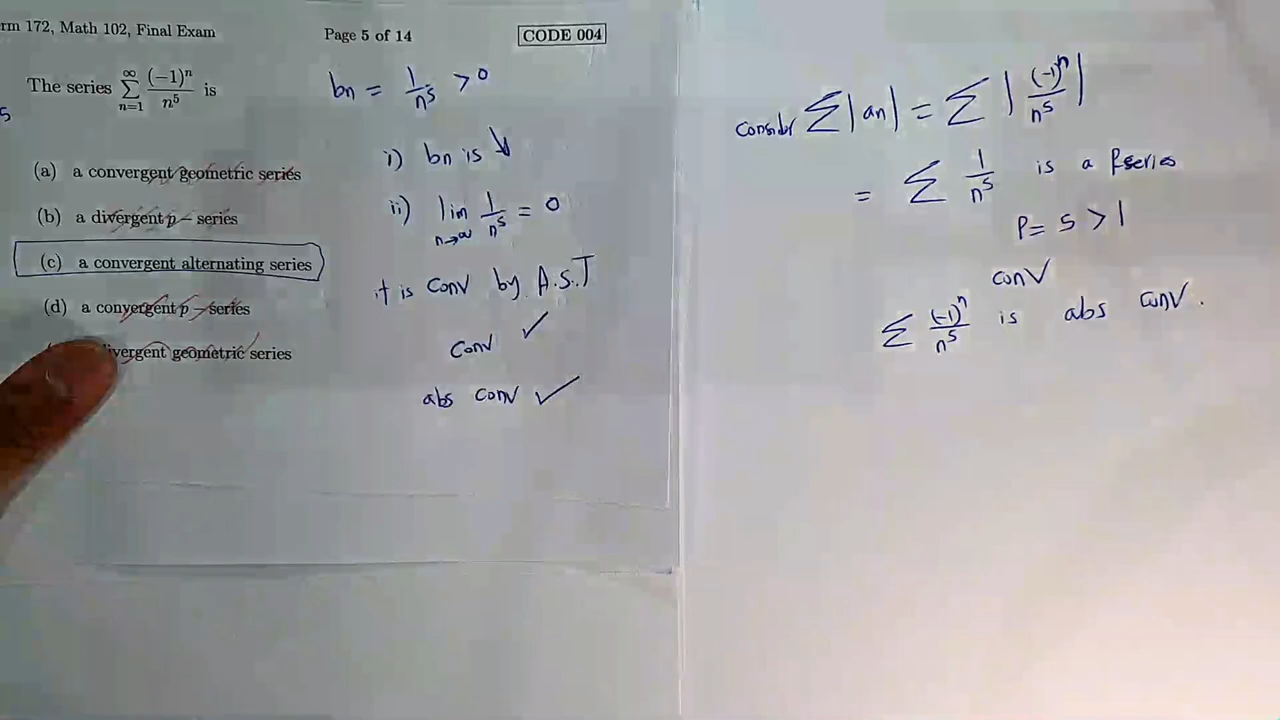 rm 172, Math 102, Final Exam
Page 5 of 14
CODE 004
The series ∑_{n=1}^{∞} (-1)^n / n^5 is
5
(a) a convergent geometric series
(b) a divergent p – series
(c) a convergent alternating series
(d) a convergent p – series
divergent geometric series
bn = 1/n^5 > 0
i) bn is ↓
ii) lim_{n→∞} 1/n^5 = 0
it is conv by A.S.T
conv ✓
abs conv ✓
consider ∑ |an| = ∑ |(-1)^n / n^5|
= ∑ 1/n^5 is a Pseries
P = 5 > 1
conv
∑ (-1)^n / n^5 is abs conv.